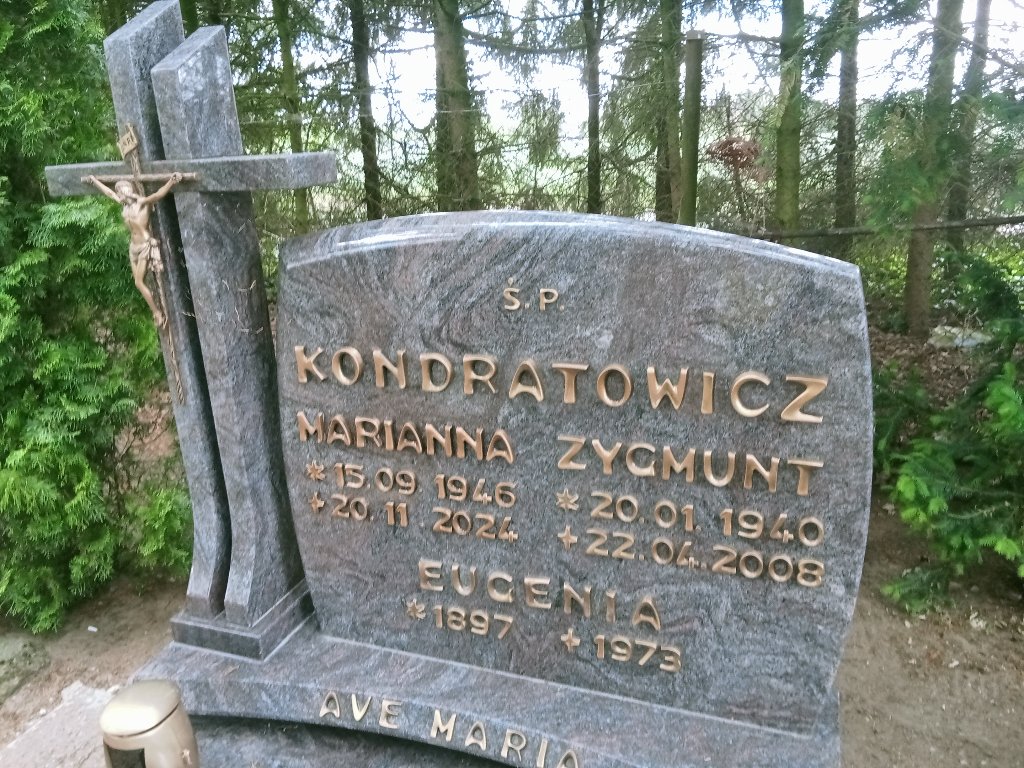 Ś. P.
KONDRATOWICZ
MARIANNA
* 15.09. 1946
+ 20. 11. 2024
ZYGMUNT
* 20.01. 1940
+ 22.04.2008
EUGENIA
* 1897 + 1973
AVE MARIA